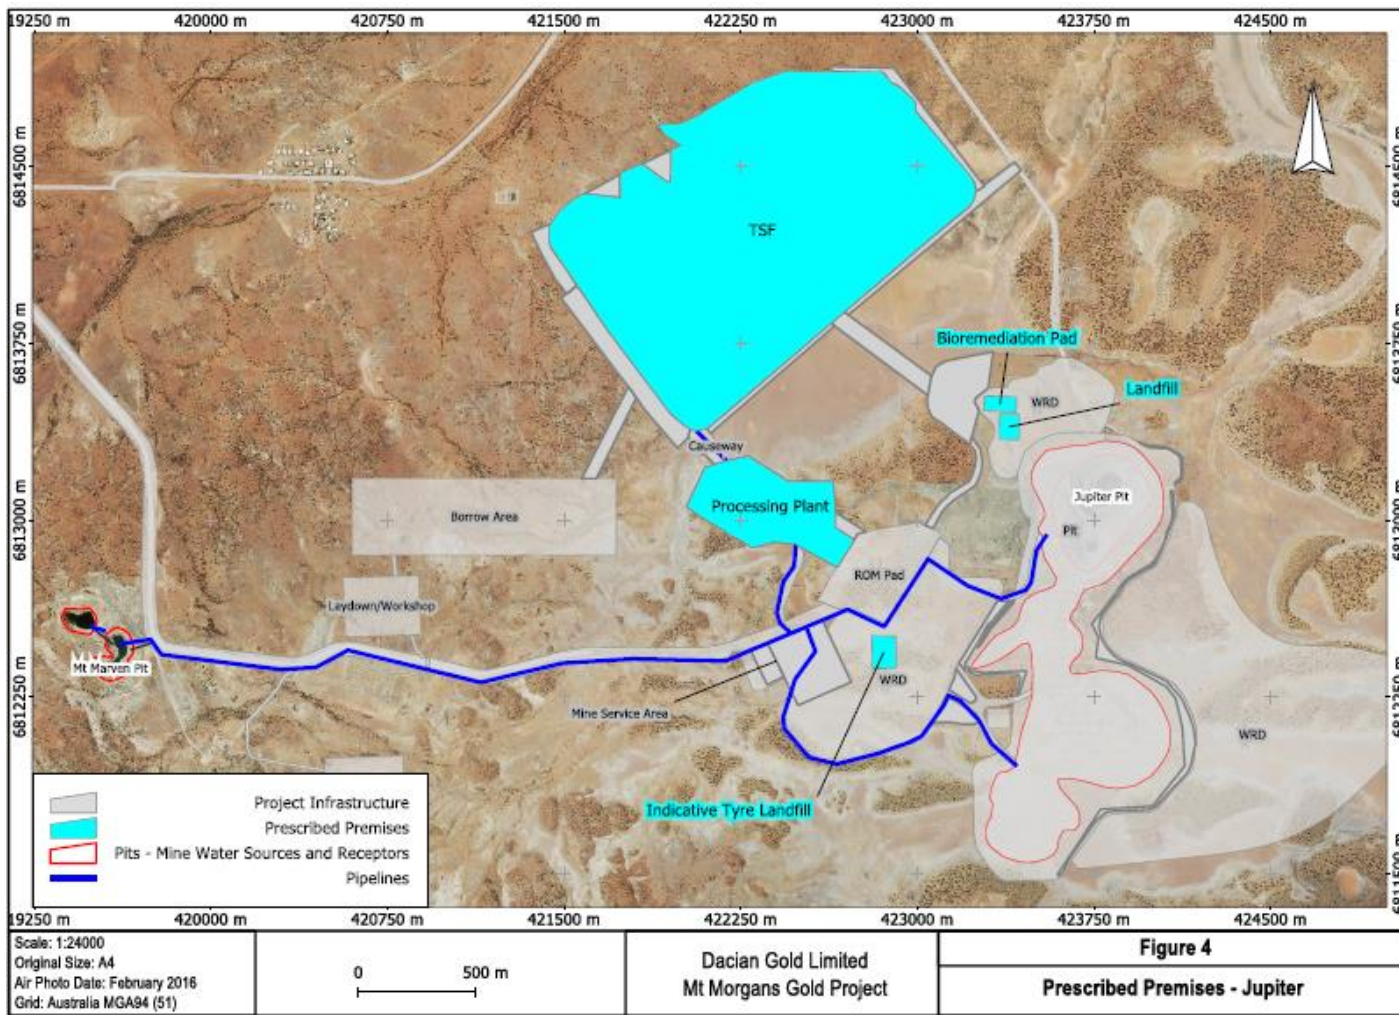 19250 m 420000 m 420750 m 421500 m 422250 m 423000 m 423750 m 424500 m
6814500 m
6814500 m
TSF
6813750 m
6813750 m
Bioremediation Pad
Landfill
WRD
Causeway
Jupiter Pit
Processing Plant
Borrow Area
6813000 m
Pit
ROM Pad
Laydown/Workshop
Mt Marven Pit
6812250 m
WRD
Mine Service Area
WRD
Indicative Tyre Landfill
Project Infrastructure
Prescribed Premises
Pits - Mine Water Sources and Receptors
Pipelines
6811500 m
19250 m 420000 m 420750 m 421500 m 422250 m 423000 m 423750 m 424500 m
Scale: 1:24000
Original Size: A4
Air Photo Date: February 2016
Grid: Australia MGA94 (51)
0 500 m
Dacian Gold Limited
Mt Morgans Gold Project
Figure 4
Prescribed Premises - Jupiter